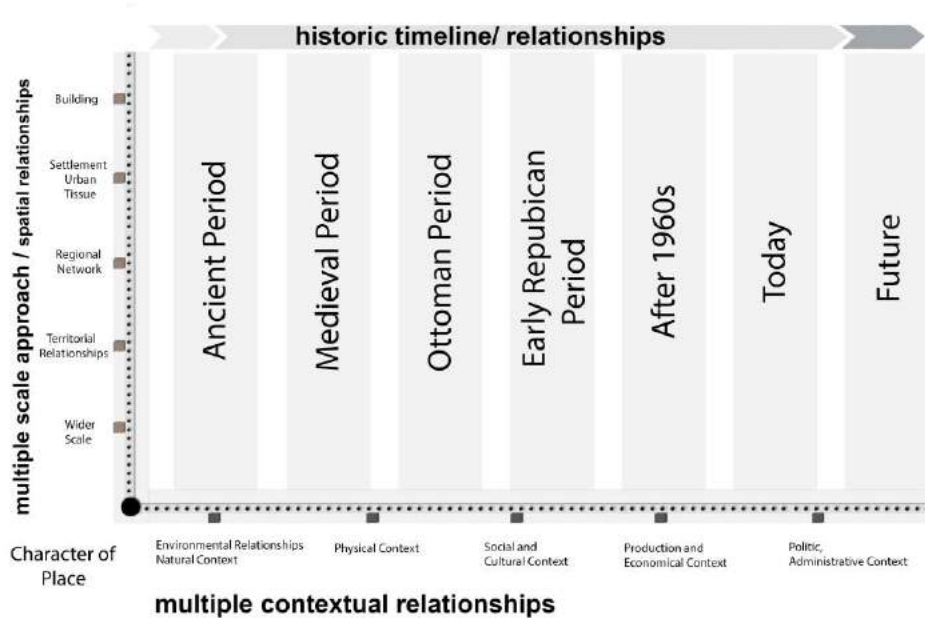 historic timeline/ relationships
multiple scale approach / spatial relationships
Building
Settlement
Urban
Tissue
Regional
Network
Territorial
Relationships
Wider
Scale
Ancient Period
Medieval Period
Ottoman Period
Early Repubican
Period
After 1960s
Today
Future
Character of
Place
Environmental Relationships
Natural Context
Physical Context
Social and
Cultural Context
Production and
Economical Context
Politic,
Administrative Context
multiple contextual relationships